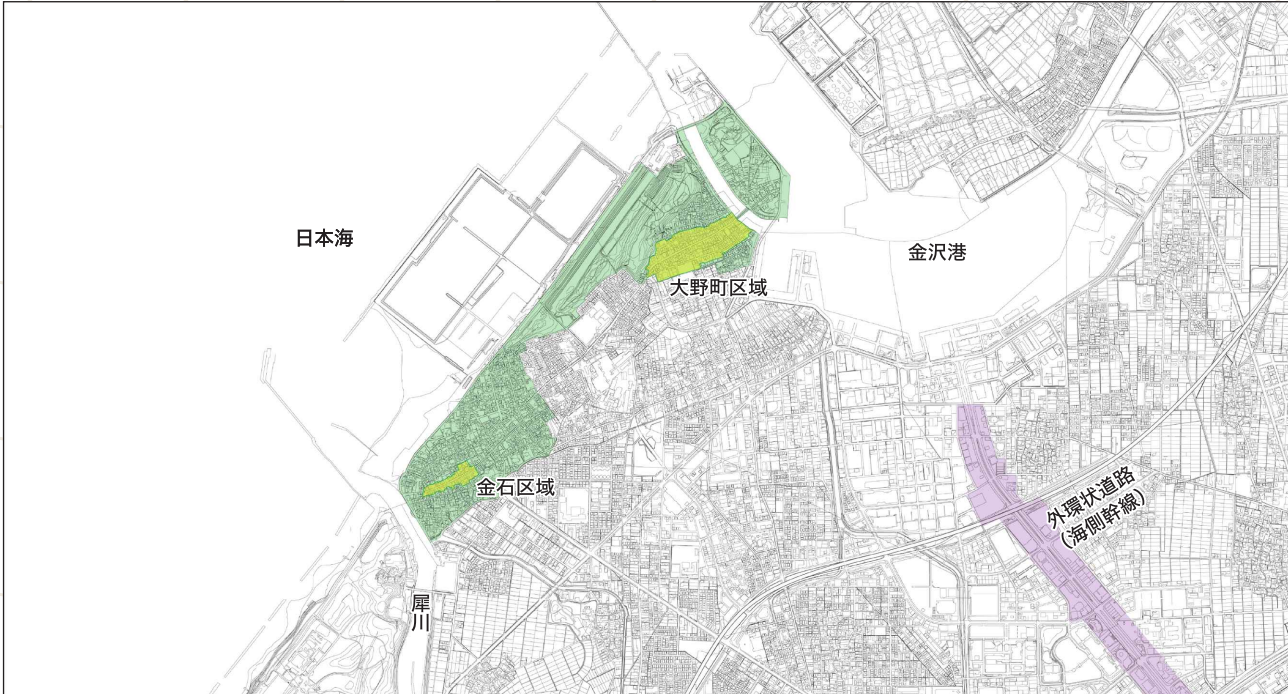 日本海
金沢港
大野町区域
金石区域
外環状道路
(海側幹線)
犀川